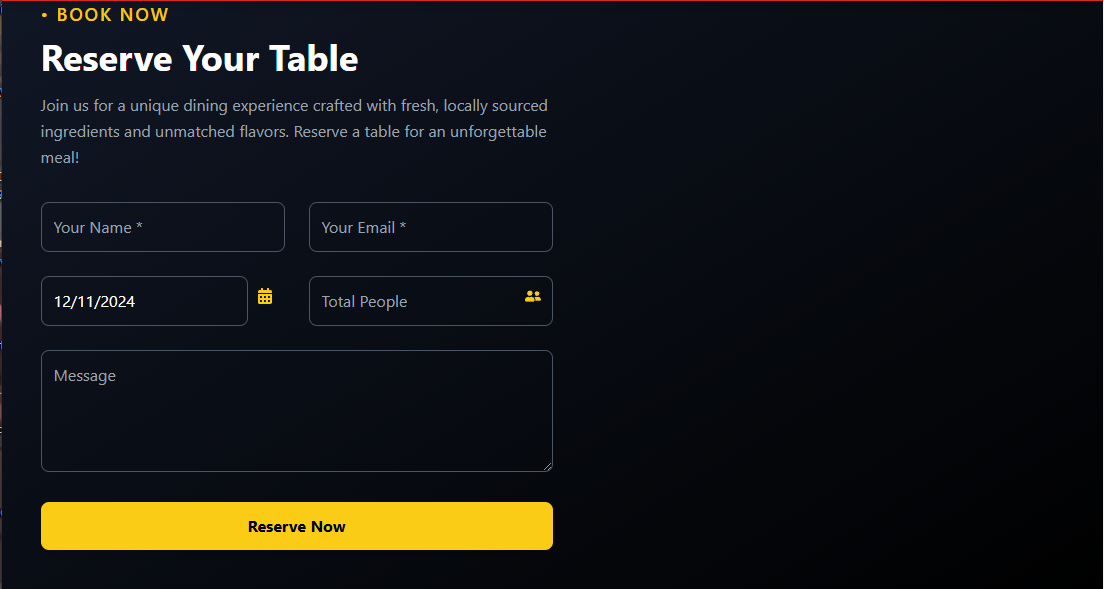 • BOOK NOW
Reserve Your Table
Join us for a unique dining experience crafted with fresh, locally sourced
ingredients and unmatched flavors. Reserve a table for an unforgettable
meal!
Your Name *
Your Email *
12/11/2024
Total People
Message
Reserve Now